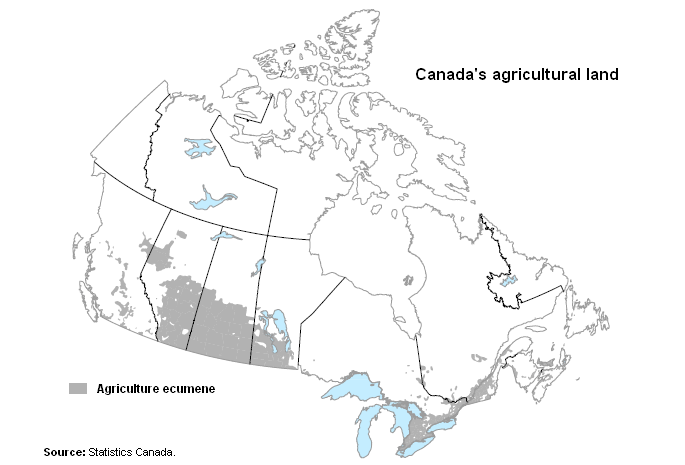 Canada's agricultural land
Agriculture ecumene
Source: Statistics Canada.